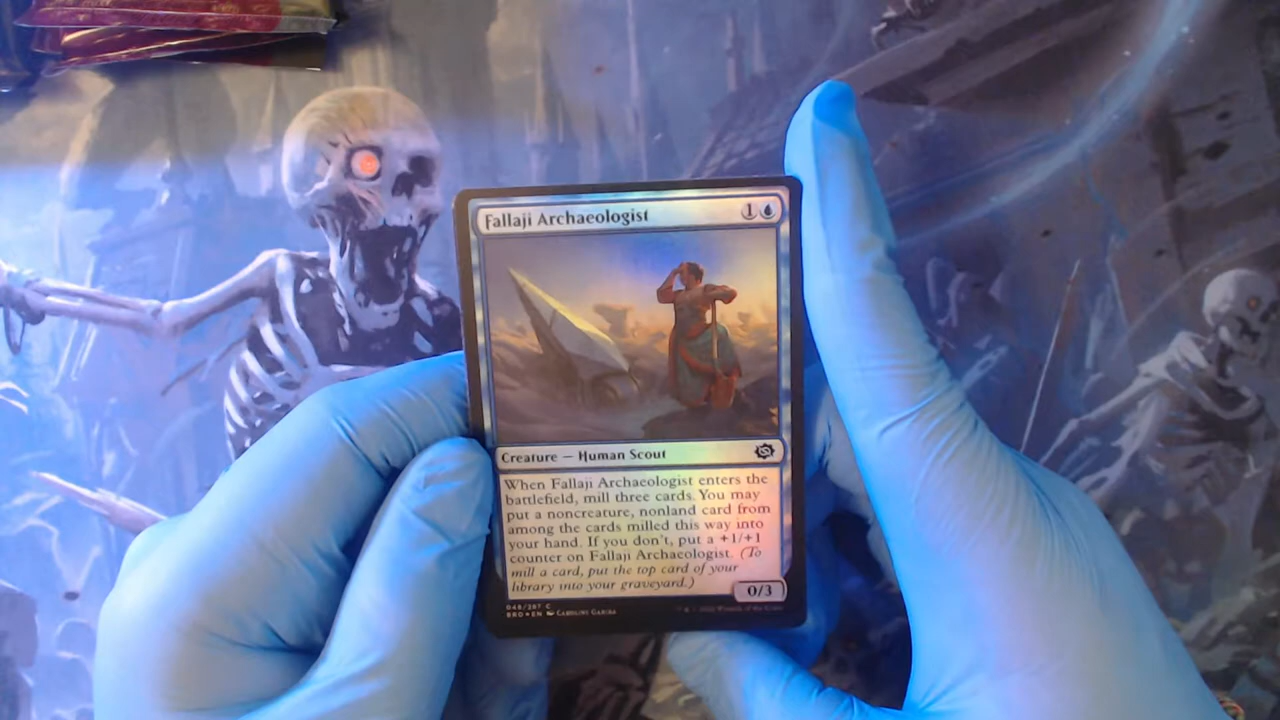 Fallaji Archaeologist 1
Creature — Human Scout
When Fallaji Archaeologist enters the
battlefield, mill three cards. You may
put a noncreature, nonland card from
among the cards milled this way into
your hand. If you don't, put a +1/+1
counter on Fallaji Archaeologist. (To
mill a card, put the top card of your
library into your graveyard.)
0/3
048/287 C
BRO★EN Caroline Gariba